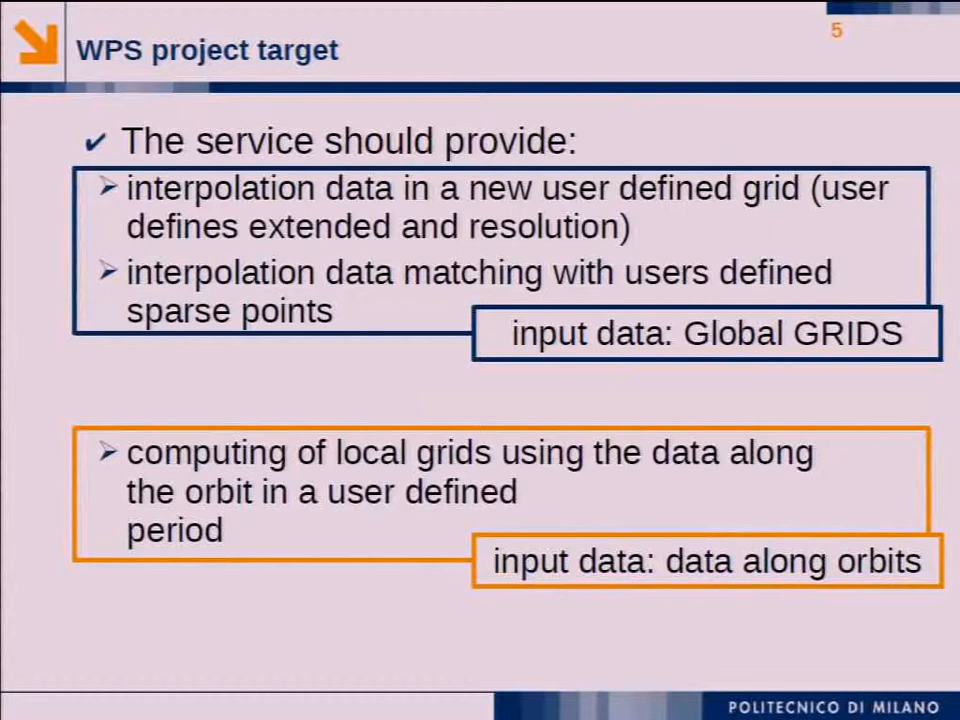 5
WPS project target
✔ The service should provide:
➢ interpolation data in a new user defined grid (user
defines extended and resolution)
➢ interpolation data matching with users defined
sparse points
input data: Global GRIDS
➢ computing of local grids using the data along
the orbit in a user defined
period
input data: data along orbits
POLITECNICO DI MILANO